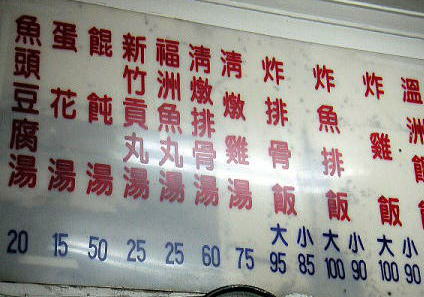 魚頭豆腐湯 20
蛋花湯 15
餛飩湯 50
新竹貢丸湯 25
福洲魚丸湯 25
清燉排骨湯 60
清燉雞湯 75
炸排骨飯 大95 小85
炸魚排飯 大100 小90
炸雞飯 大100 小90
溫洲餛